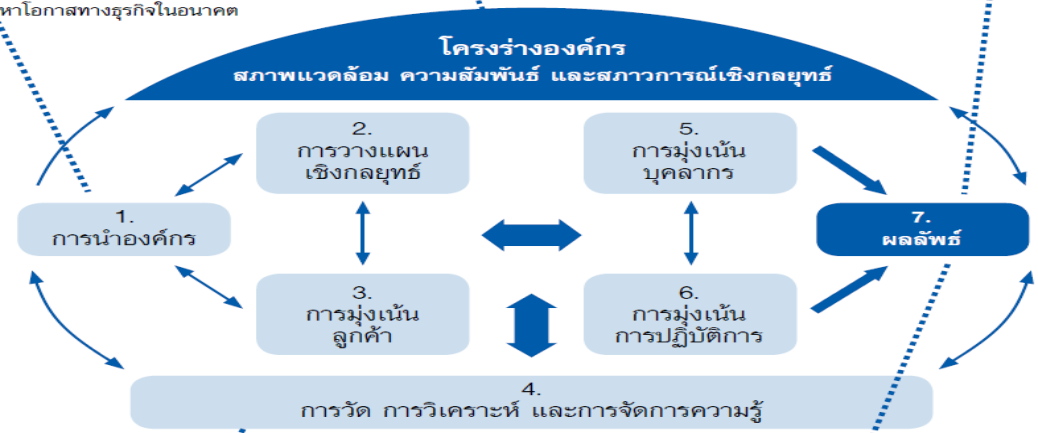 หาโอกาสทางธุรกิจในอนาคต
โครงร่างองค์กร
สภาพแวดล้อม ความสัมพันธ์ และสภาวการณ์เชิงกลยุทธ์
2.
การวางแผน
เชิงกลยุทธ์
5.
การมุ่งเน้น
บุคลากร
1.
การนำองค์กร
7.
ผลลัพธ์
3.
การมุ่งเน้น
ลูกค้า
6.
การมุ่งเน้น
การปฏิบัติการ
4.
การวัด การวิเคราะห์ และการจัดการความรู้